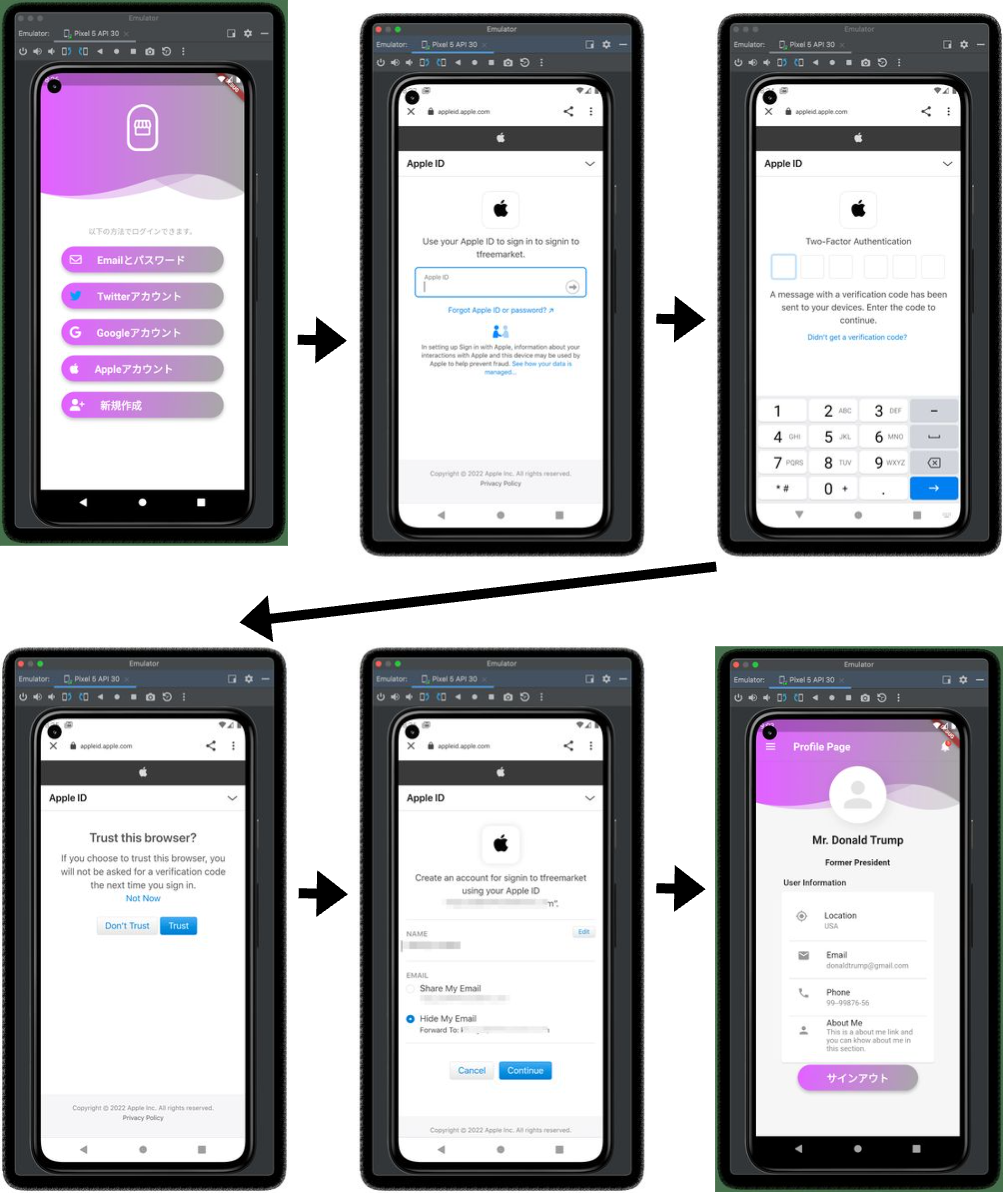 Emulator
Emulator:
Pixel 5 API 30
以下の方法でログインできます。
Emailとパスワード
Twitterアカウント
Googleアカウント
Appleアカウント
新規作成
Emulator
Emulator:
Pixel 5 API 30
appleid.apple.com
Apple ID
Use your Apple ID to sign in to signin to
tfreemarket.
Apple ID
Forgot Apple ID or password? ↗
In setting up Sign in with Apple, information about your
interactions with Apple and this device may be used by
Apple to help prevent fraud. See how your data is
managed...
Copyright © 2022 Apple Inc. All rights reserved.
Privacy Policy
Emulator
Emulator:
Pixel 5 API 30
appleid.apple.com
Apple ID
Two-Factor Authentication
A message with a verification code has been
sent to your devices. Enter the code to
continue.
Didn't get a verification code?
1 2 ABC 3 DEF –
4 GHI 5 JKL 6 MNO
7 PQRS 8 TUV 9 WXYZ
* # 0 + .
Emulator
Emulator:
Pixel 5 API 30
appleid.apple.com
Apple ID
Trust this browser?
If you choose to trust this browser, you
will not be asked for a verification code
the next time you sign in.
Not Now
Don't Trust Trust
Copyright © 2022 Apple Inc. All rights reserved.
Privacy Policy
Emulator
Emulator:
Pixel 5 API 30
appleid.apple.com
Apple ID
Create an account for signin to tfreemarket
using your Apple ID
NAME
Edit
EMAIL
Share My Email
Hide My Email
Forward To:
Cancel Continue
Copyright © 2022 Apple Inc. All rights reserved.
Emulator
Emulator:
Pixel 5 API 30
Profile Page
Mr. Donald Trump
Former President
User Information
Location
USA
Email
donaldtrump@gmail.com
Phone
99-99876-56
About Me
This is a about me link and
you can khow about me in
this section.
サインアウト